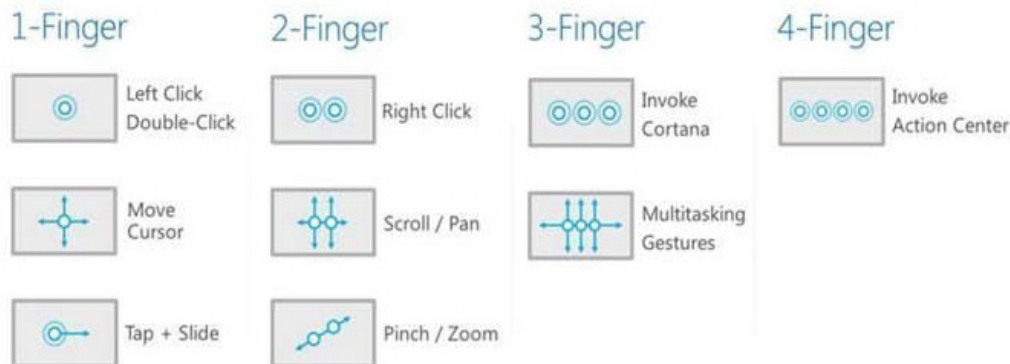 1-Finger
Left Click
Double-Click
Move
Cursor
Tap + Slide
2-Finger
Right Click
Scroll / Pan
Pinch / Zoom
3-Finger
Invoke
Cortana
Multitasking
Gestures
4-Finger
Invoke
Action Center